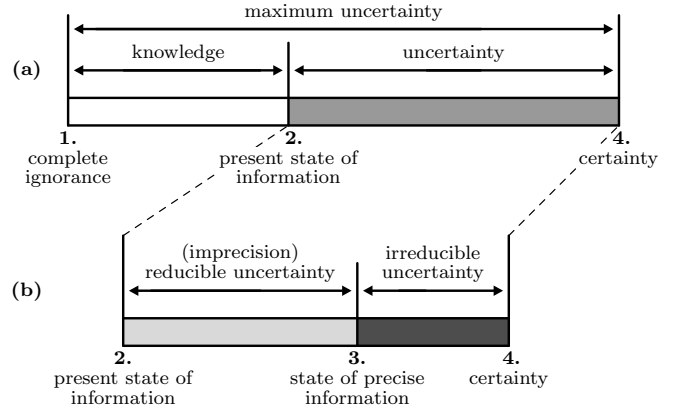 maximum uncertainty
knowledge
uncertainty
(a)
1.
2.
4.
complete
ignorance
present state of
information
certainty
(imprecision)
reducible uncertainty
irreducible
uncertainty
(b)
2.
3.
4.
present state of
information
state of precise
information
certainty